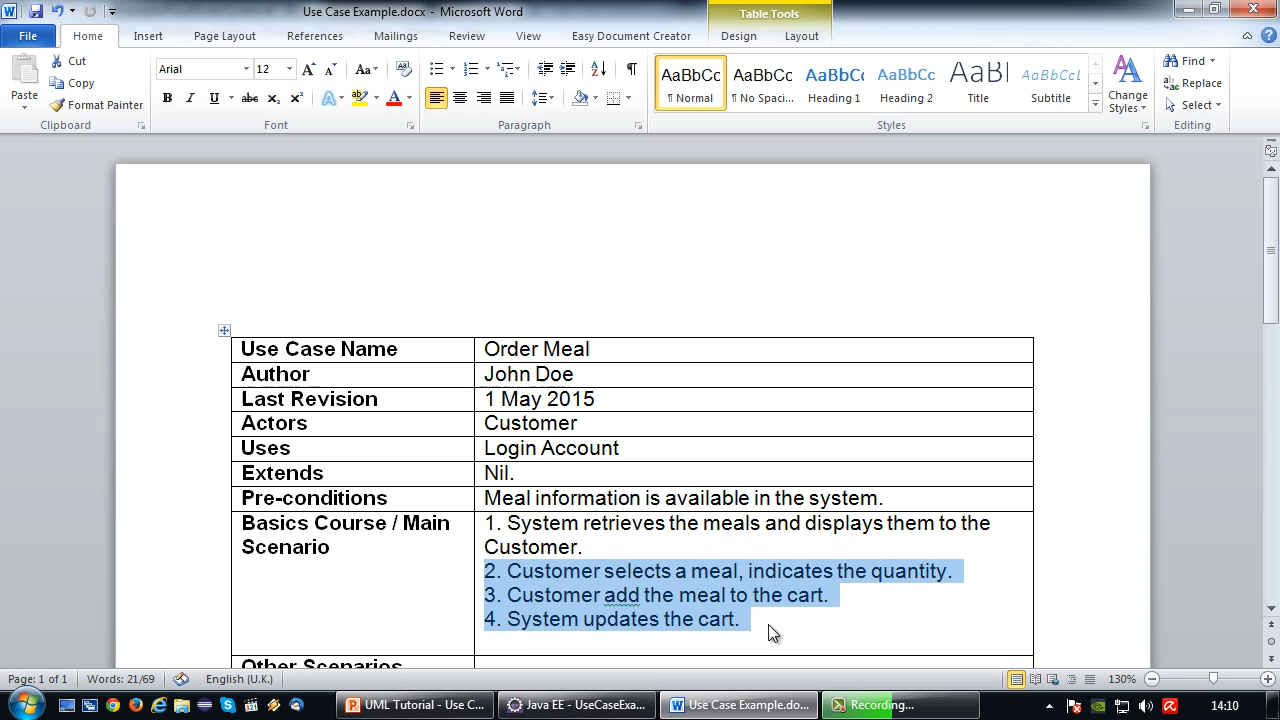 Use Case Example.docx - Microsoft Word
Table Tools
File Home Insert Page Layout References Mailings Review View Easy Document Creator Design Layout
Paste
Cut
Copy
Format Painter
Clipboard
Arial 12
Font
Paragraph
AaBbCc AaBbCc AaBbCc AaBbCc AaBl AaBbCcl
¶ Normal ¶ No Spaci... Heading 1 Heading 2 Title Subtitle
Styles
Change
Styles
Find
Replace
Select
Editing
Use Case Name Order Meal
Author John Doe
Last Revision 1 May 2015
Actors Customer
Uses Login Account
Extends Nil.
Pre-conditions Meal information is available in the system.
Basics Course / Main 1. System retrieves the meals and displays them to the
Scenario Customer.
2. Customer selects a meal, indicates the quantity.
3. Customer add the meal to the cart.
4. System updates the cart.
Other Scenarios
Page: 1 of 1 Words: 21/69 English (U.K.) 130%
UML Tutorial - Use C... Java EE - UseCaseExa... Use Case Example.do... Recording... 14:10